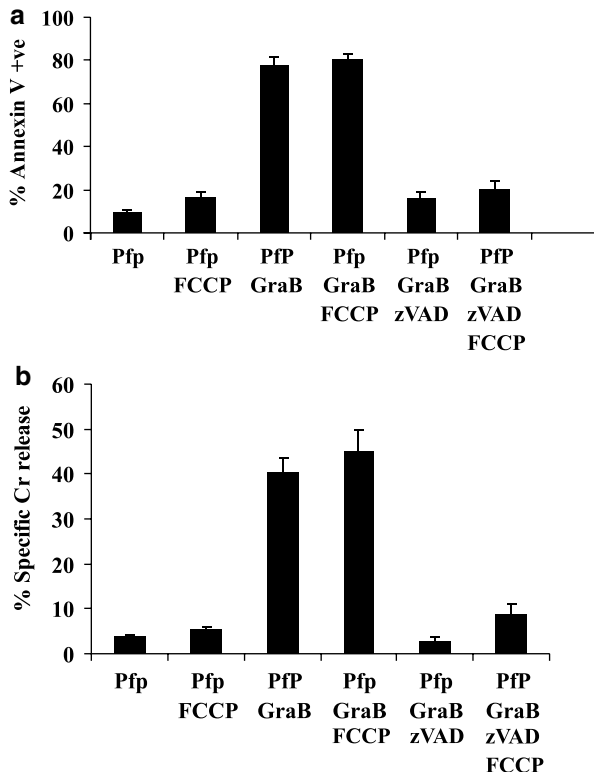 a
% Annexin V +ve
100
80
60
40
20
0
Pfp Pfp PfP Pfp Pfp PfP
FCCP GraB GraB GraB GraB
FCCP zVAD zVAD
FCCP
b
% Specific Cr release
60
50
40
30
20
10
0
Pfp Pfp PfP Pfp Pfp PfP
FCCP GraB GraB GraB GraB
FCCP zVAD zVAD
FCCP